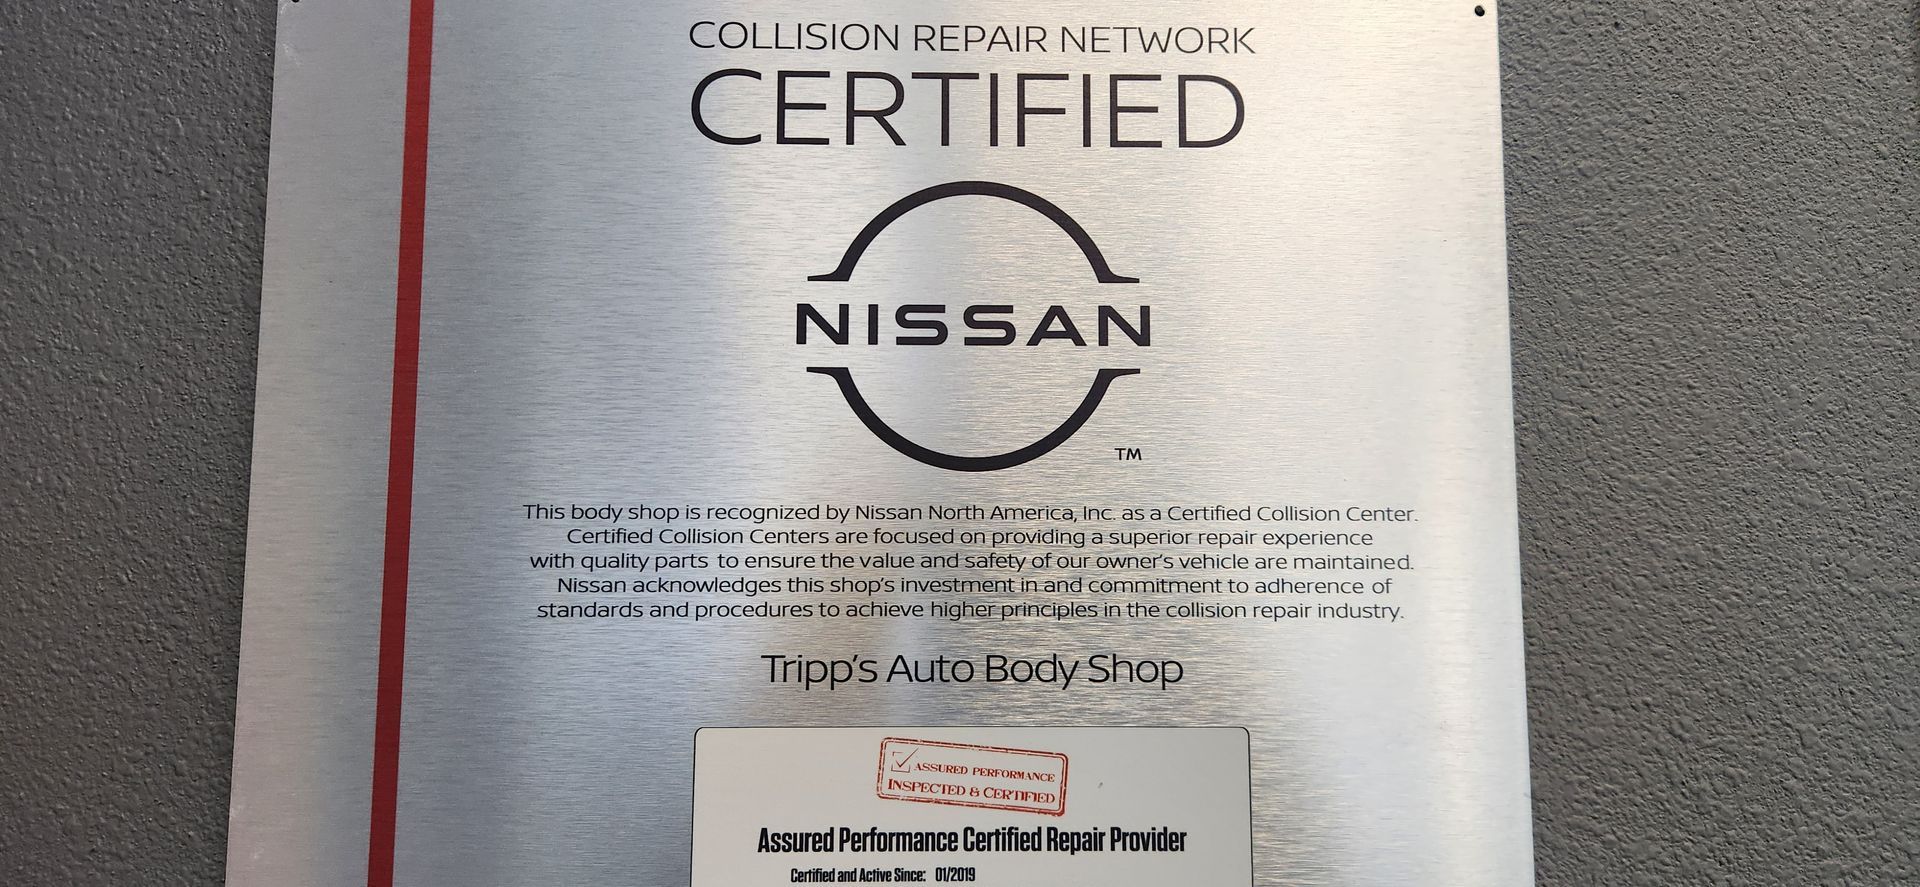 COLLISION REPAIR NETWORK
CERTIFIED
NISSAN
TM
This body shop is recognized by Nissan North America, Inc. as a Certified Collision Center.
Certified Collision Centers are focused on providing a superior repair experience
with quality parts to ensure the value and safety of our owner's vehicle are maintained.
Nissan acknowledges this shop's investment in and commitment to adherence of
standards and procedures to achieve higher principles in the collision repair industry.
Tripp's Auto Body Shop
ASSURED PERFORMANCE
INSPECTED & CERTIFIED
Assured Performance Certified Repair Provider
Certified and Active Since: 01/2019